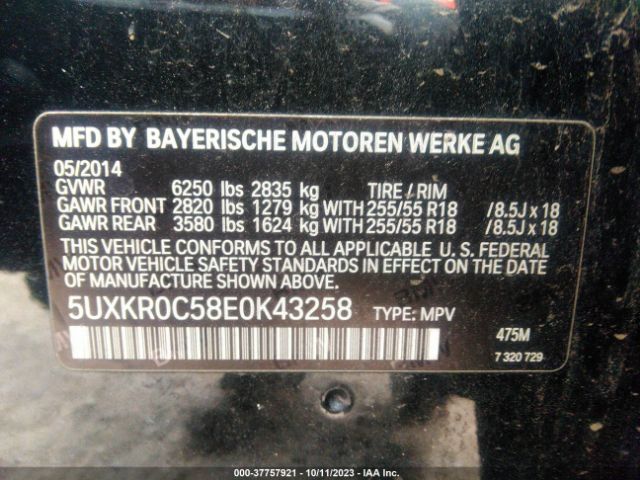 MFD BY BAYERISCHE MOTOREN WERKE AG
05/2014
GVWR 6250 lbs 2835 kg TIRE / RIM
GAWR FRONT 2820 lbs 1279 kg WITH 255/55 R18 /8.5J x 18
GAWR REAR 3580 lbs 1624 kg WITH 255/55 R18 /8.5J x 18
THIS VEHICLE CONFORMS TO ALL APPLICABLE U. S. FEDERAL
MOTOR VEHICLE SAFETY STANDARDS IN EFFECT ON THE DATE
OF MANUFACTURE SHOWN ABOVE.
5UXKR0C58E0K43258 TYPE: MPV
475M
7 320 729
000-37757921 - 10/11/2023 - IAA Inc.